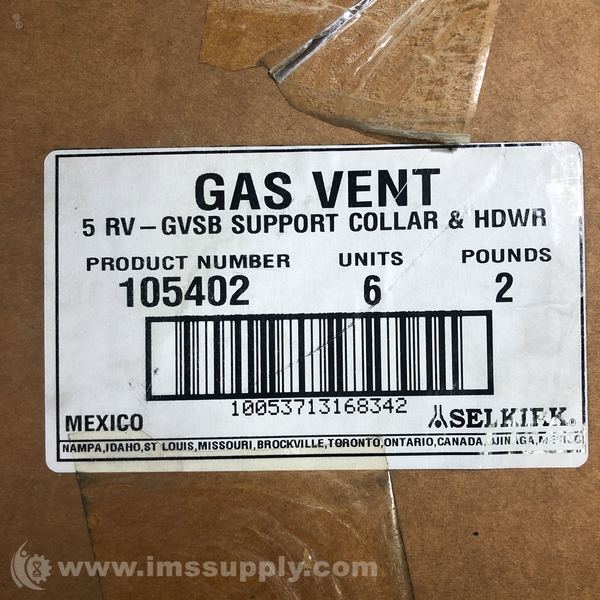 GAS VENT
5 RV-GVSB SUPPORT COLLAR & HDWR
PRODUCT NUMBER UNITS POUNDS
105402 6 2
10053713168342
MEXICO SELKIRK®
NAMPA,IDAHO,ST LOUIS,MISSOURI,BROCKVILLE,TORONTO,ONTARIO,CANADA,
www.imssupply.com